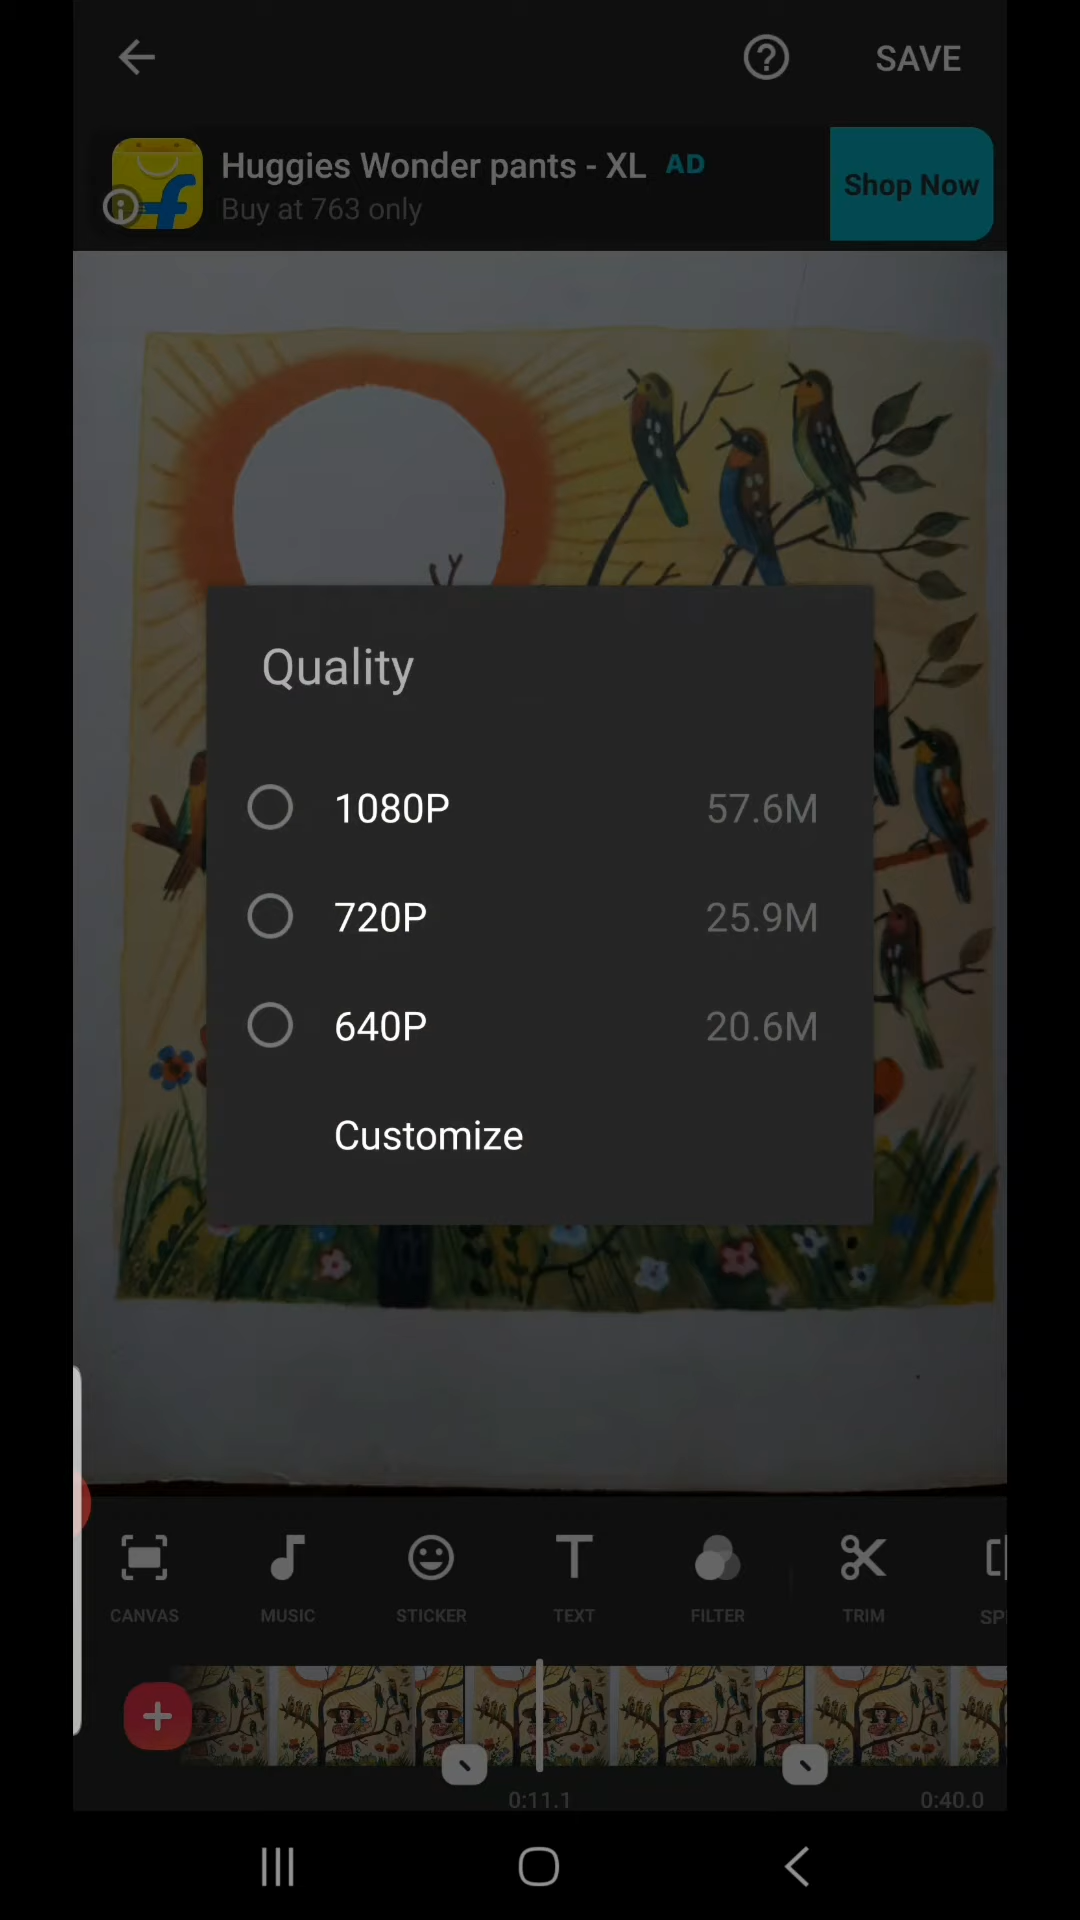 SAVE
Huggies Wonder pants - XL AD
Buy at 763 only
Shop Now
Quality
1080P 57.6M
720P 25.9M
640P 20.6M
Customize
CANVAS MUSIC STICKER TEXT FILTER TRIM SP
0:11.1 0:40.0